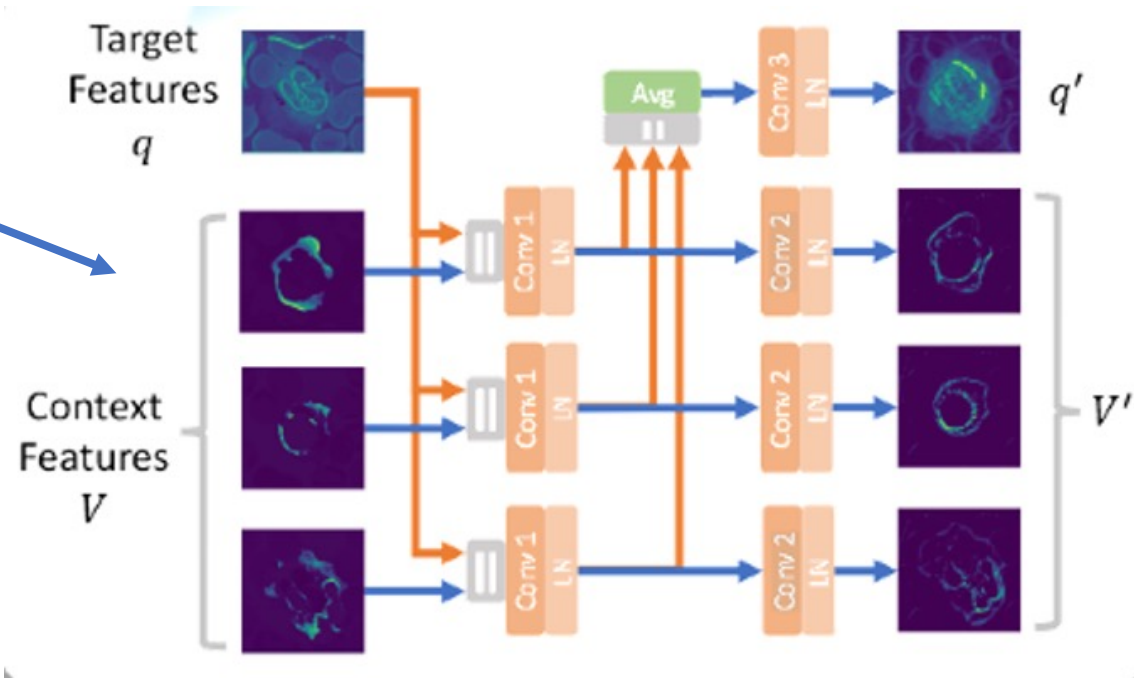 Target
Features
q
Avg
Conv 3
LN
q'
Conv 1
LN
Conv 2
LN
Context
Features
V
Conv 1
LN
Conv 2
LN
V'
Conv 1
LN
Conv 2
LN